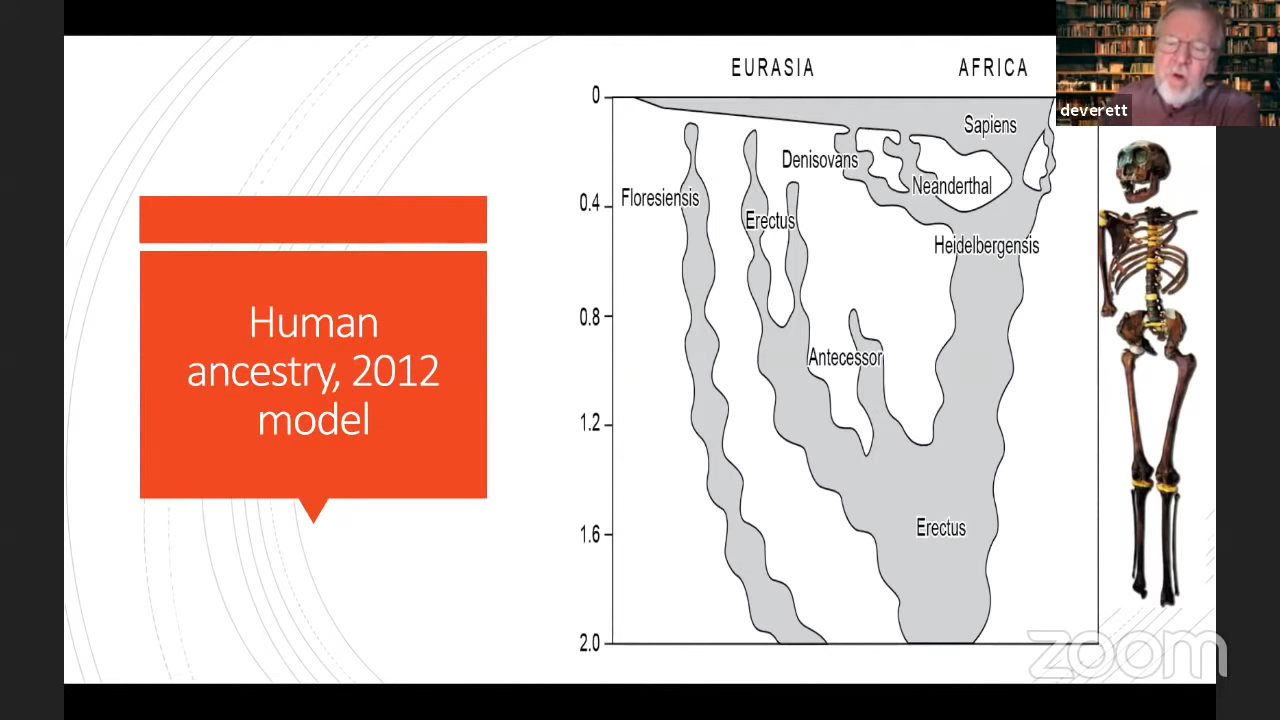 EURASIA
AFRICA
deverett
0
Sapiens
Denisovans
Neanderthal
Floresiensis
0.4
Erectus
Heidelbergensis
Human
ancestry, 2012
model
0.8
Antecessor
1.2
Erectus
1.6
2.0
zoom